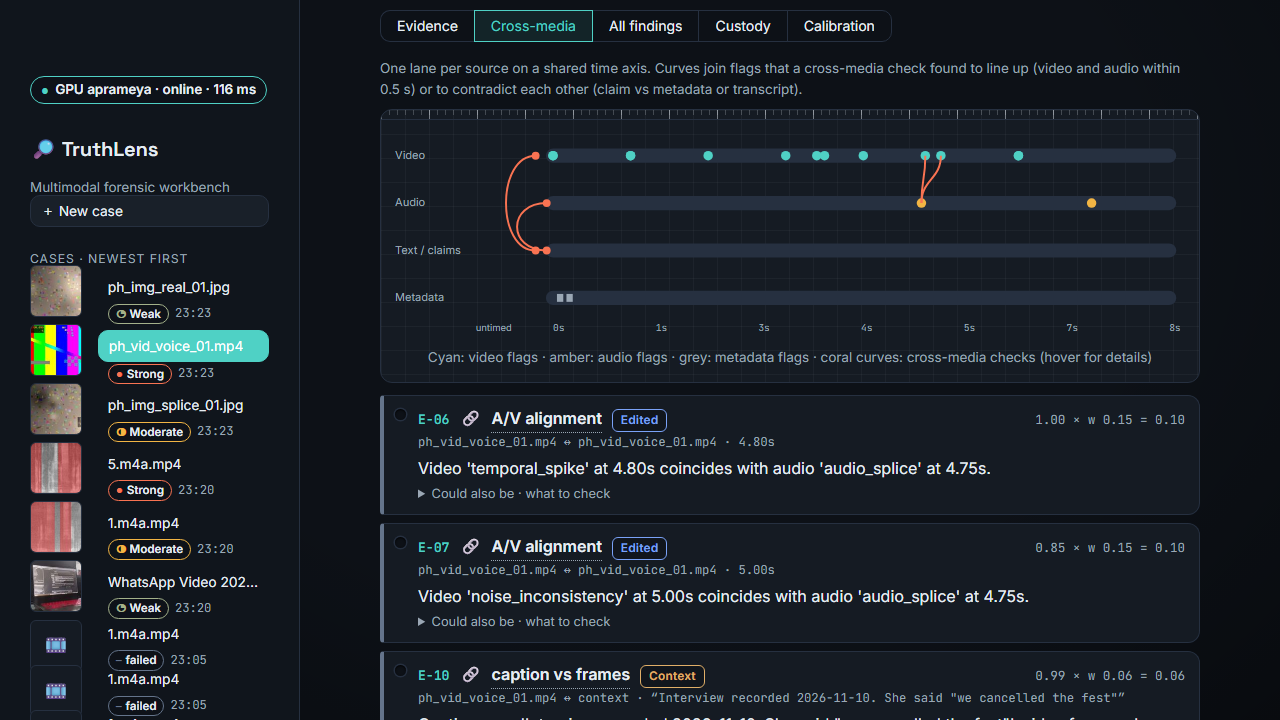 GPU aprameya · online · 116 ms
TruthLens
Multimodal forensic workbench
+ New case
CASES · NEWEST FIRST
ph_img_real_01.jpg
Weak 23:23
ph_vid_voice_01.mp4
Strong 23:23
ph_img_splice_01.jpg
Moderate 23:23
5.m4a.mp4
Strong 23:20
1.m4a.mp4
Moderate 23:20
WhatsApp Video 202...
Weak 23:20
1.m4a.mp4
– failed 23:05
1.m4a.mp4
– failed 23:05
Evidence Cross-media All findings Custody Calibration
One lane per source on a shared time axis. Curves join flags that a cross-media check found to line up (video and audio within
0.5 s) or to contradict each other (claim vs metadata or transcript).
Video
Audio
Text / claims
Metadata
untimed 0s 1s 3s 4s 5s 7s 8s
Cyan: video flags · amber: audio flags · grey: metadata flags · coral curves: cross-media checks (hover for details)
E-06 A/V alignment Edited 1.00 × w 0.15 = 0.10
ph_vid_voice_01.mp4 ↔ ph_vid_voice_01.mp4 · 4.80s
Video 'temporal_spike' at 4.80s coincides with audio 'audio_splice' at 4.75s.
▶ Could also be · what to check
E-07 A/V alignment Edited 0.85 × w 0.15 = 0.10
ph_vid_voice_01.mp4 ↔ ph_vid_voice_01.mp4 · 5.00s
Video 'noise_inconsistency' at 5.00s coincides with audio 'audio_splice' at 4.75s.
▶ Could also be · what to check
E-10 caption vs frames Context 0.99 × w 0.06 = 0.06
ph_vid_voice_01.mp4 ↔ context · “Interview recorded 2026-11-10. She said "we cancelled the fest"”